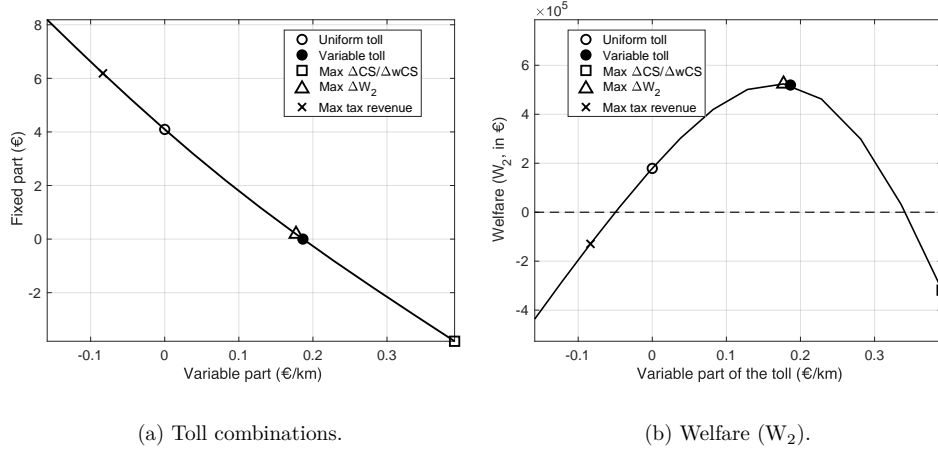 Fixed part (€)
8
6
4
2
0
-2
-0.1
0
0.1
0.2
0.3
Variable part (€/km)
Uniform toll
Variable toll
Max ΔCS/ΔwCS
Max ΔW₂
Max tax revenue
(a) Toll combinations.
×10⁵
Welfare (W₂, in €)
6
4
2
0
-2
-4
-0.1
0
0.1
0.2
0.3
Variable part of the toll (€/km)
Uniform toll
Variable toll
Max ΔCS/ΔwCS
Max ΔW₂
Max tax revenue
(b) Welfare (W₂).